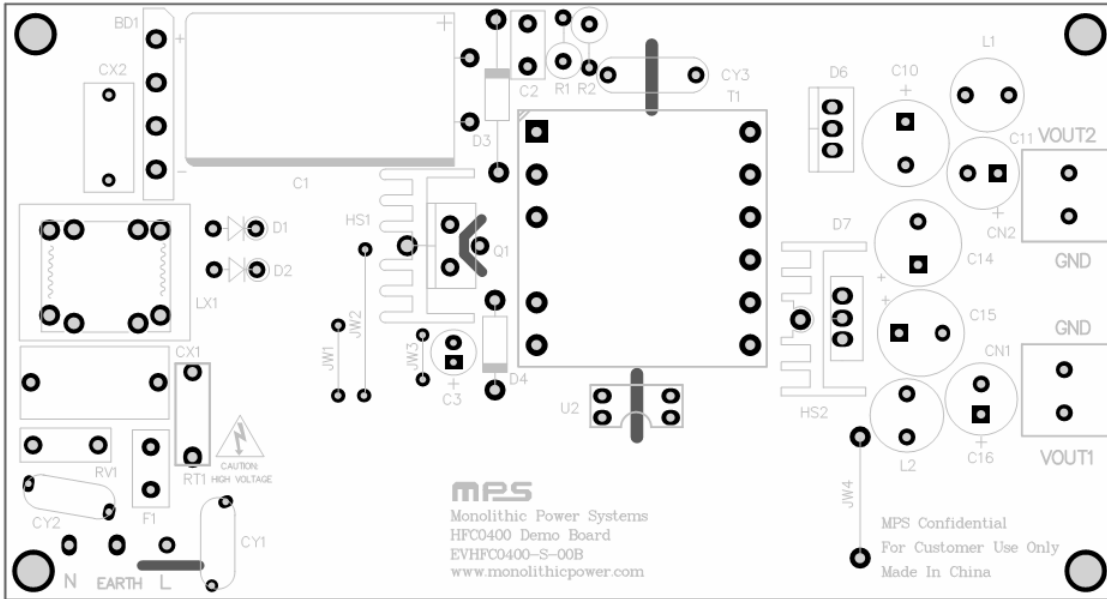 BD1
+
CX2
−
C1
+
D3
C2
R1
R2
CY3
T1
D6
C10
+
L1
C11
+
VOUT2
CN2
GND
HS1
Q1
D1
D2
LX1
D7
C14
+
C15
+
GND
CN1
JW1
JW2
JW3
C3
+
D4
U2
HS2
L2
C16
+
VOUT1
CX1
RV1
RT1
CAUTION:
HIGH VOLTAGE
CY2
F1
CY1
N EARTH L
JW4
mps
Monolithic Power Systems
HFC0400 Demo Board
EVHFC0400-S-00B
www.monolithicpower.com
MPS Confidential
For Customer Use Only
Made In China